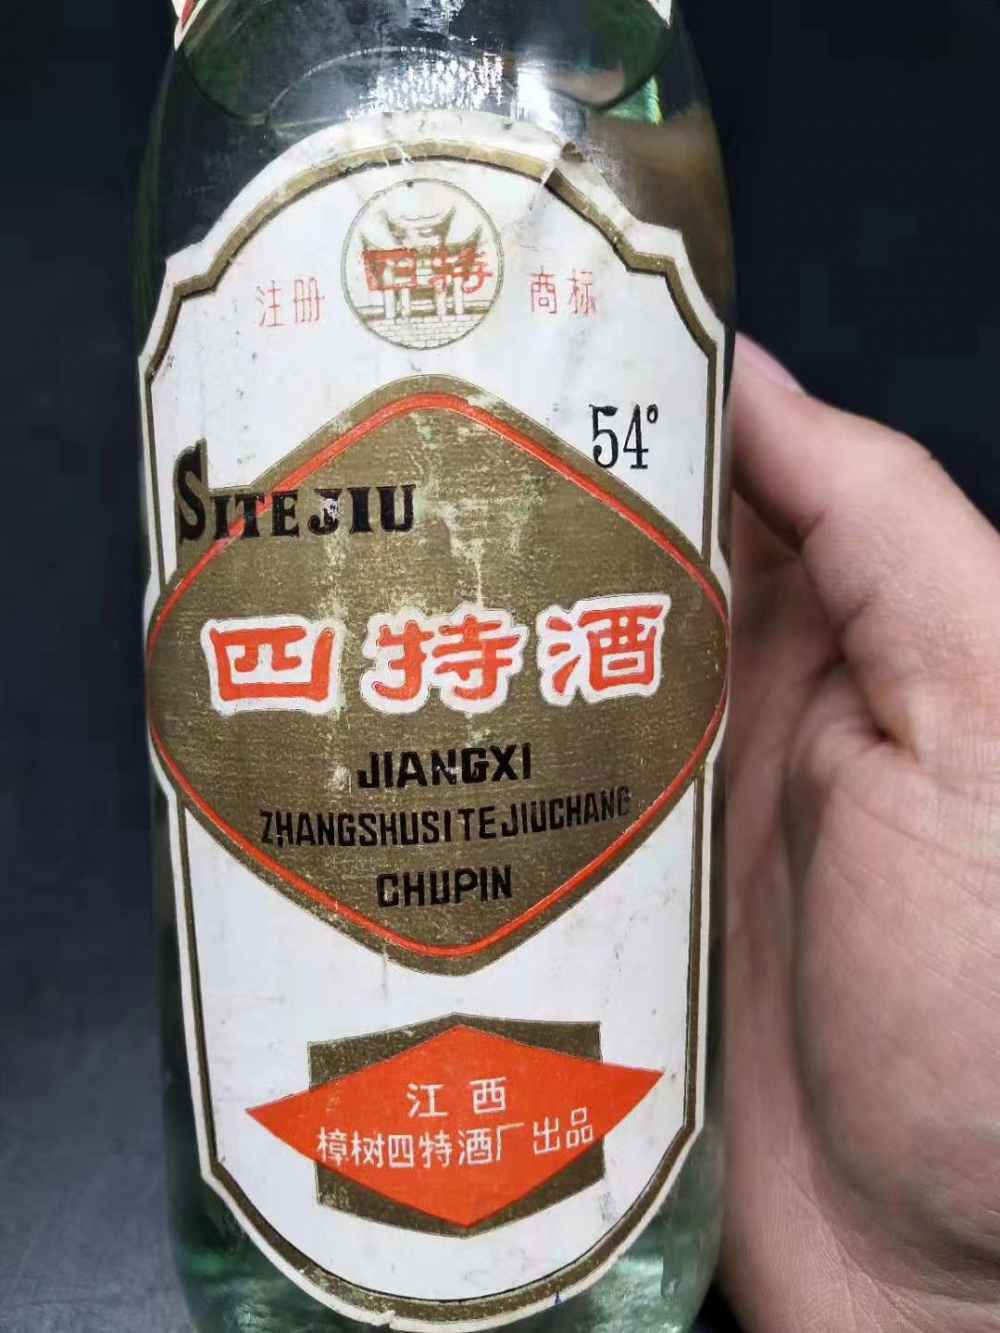 四特
注册 商标
54°
SITEJIU
四特酒
JIANGXI
ZHANGSHUSITEJIUCHANG
CHUPIN
江西
樟树四特酒厂出品